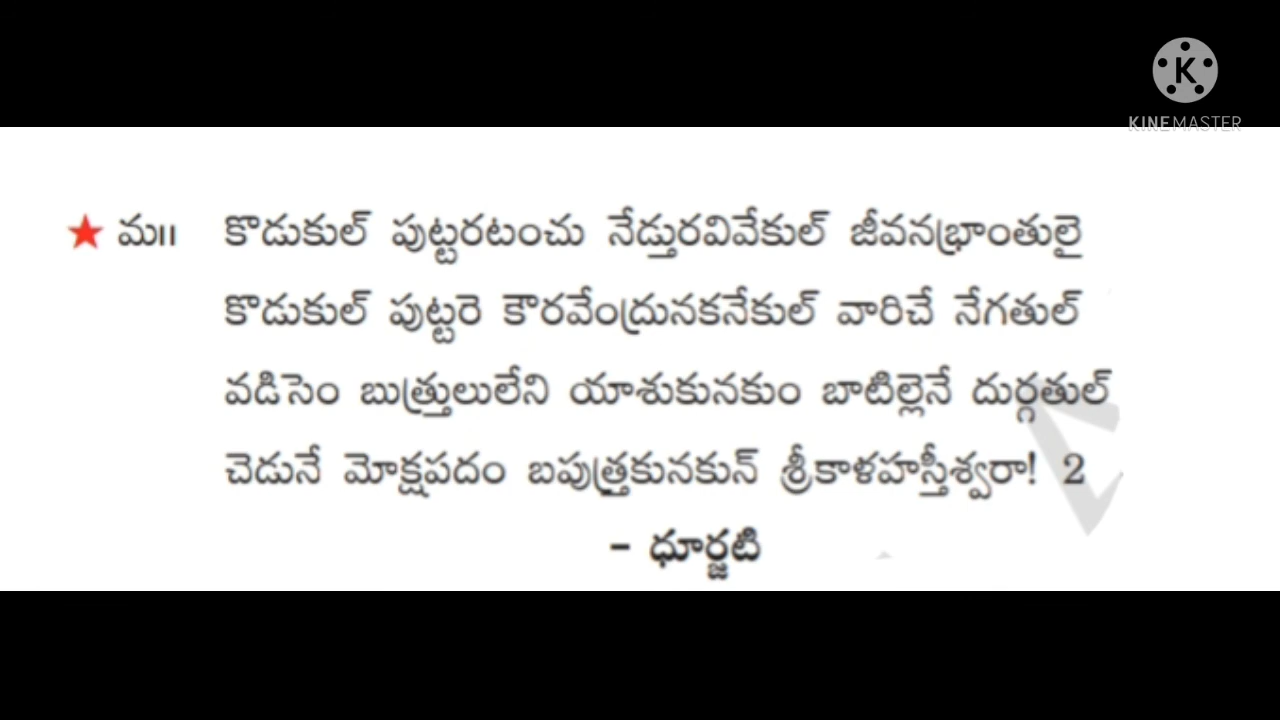 K
KINEMASTER
★ మ॥ కొడుకుల్ పుట్టరటంచు నేడ్తురవివేకుల్ జీవనభ్రాంతులై
కొడుకుల్ పుట్టరె కౌరవేంద్రునకనేకుల్ వారిచే నేగతుల్
వడిసెం బుత్త్రులులేని యాశుకునకుం బాటిల్లెనే దుర్గతుల్
చెడునే మోక్షపదం బపుత్త్రకునకున్ శ్రీకాళహస్తీశ్వరా! 2
- ధూర్జటి